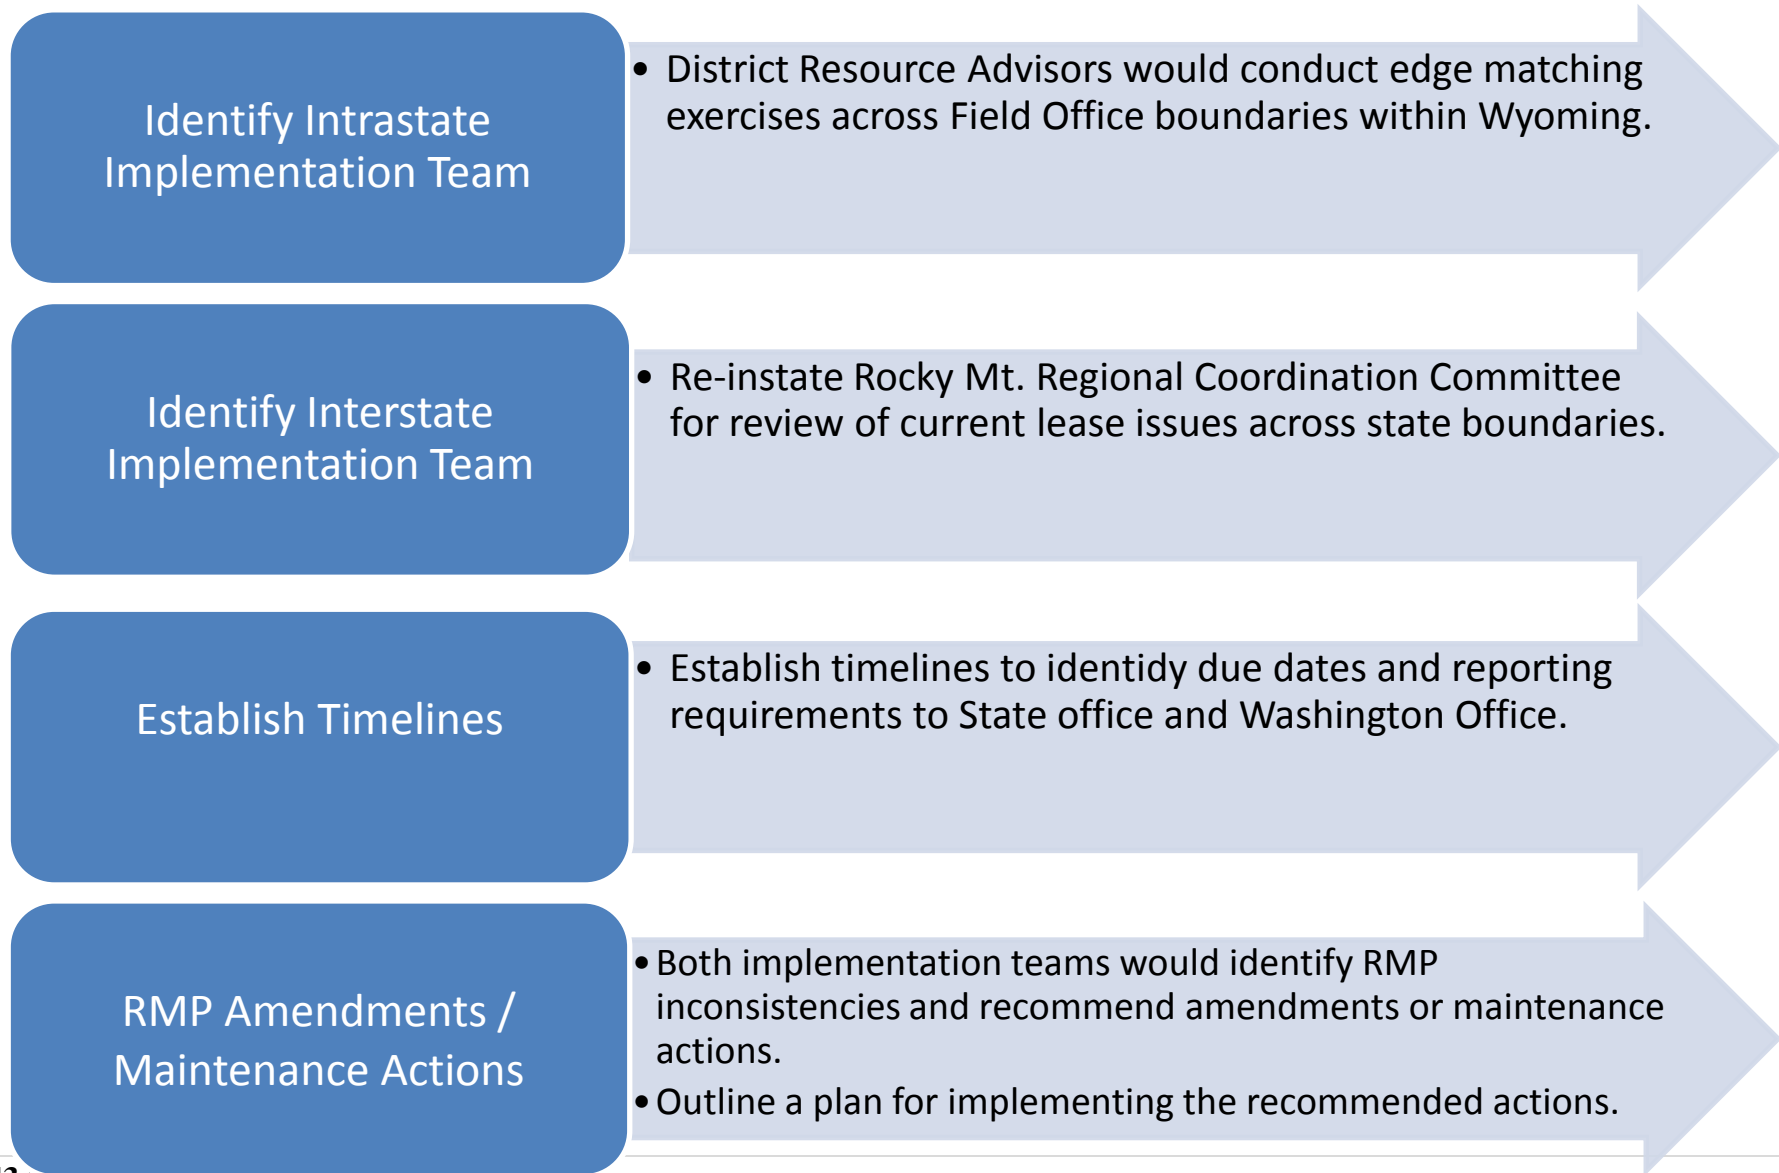 Identify Intrastate
Implementation Team
• District Resource Advisors would conduct edge matching
exercises across Field Office boundaries within Wyoming.
Identify Interstate
Implementation Team
• Re-instate Rocky Mt. Regional Coordination Committee
for review of current lease issues across state boundaries.
Establish Timelines
• Establish timelines to identidy due dates and reporting
requirements to State office and Washington Office.
RMP Amendments /
Maintenance Actions
• Both implementation teams would identify RMP
inconsistencies and recommend amendments or maintenance
actions.
• Outline a plan for implementing the recommended actions.